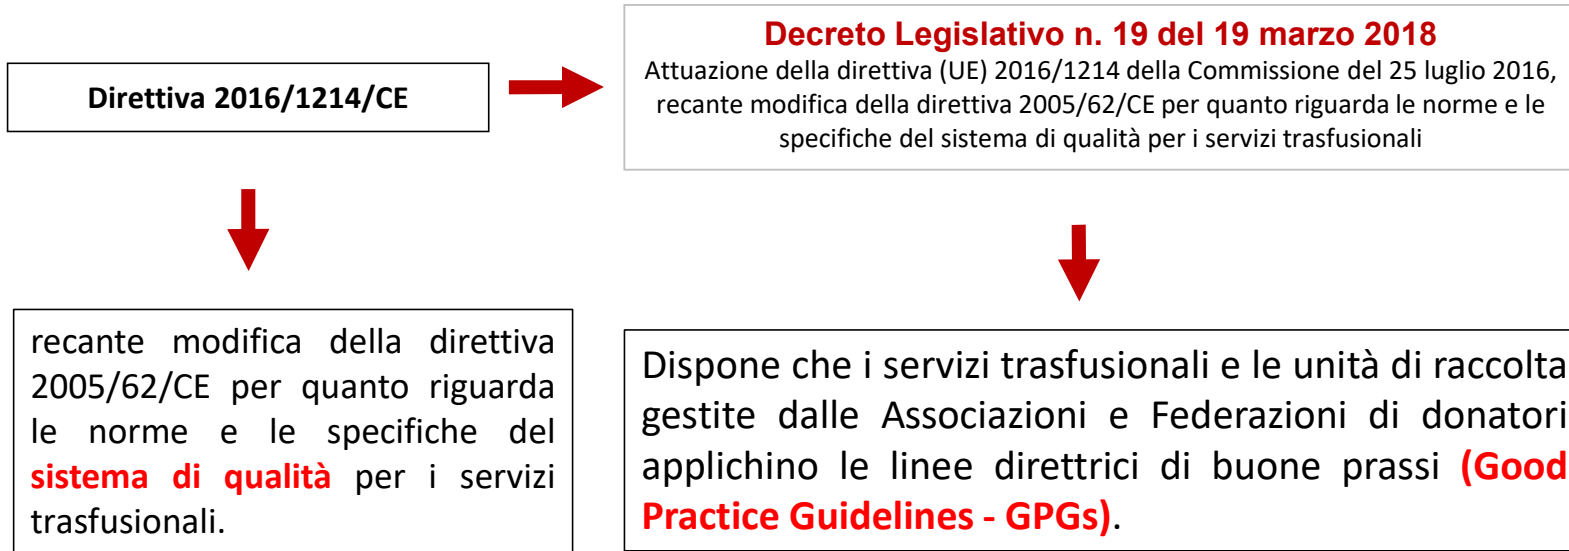 Direttiva 2016/1214/CE
Decreto Legislativo n. 19 del 19 marzo 2018
Attuazione della direttiva (UE) 2016/1214 della Commissione del 25 luglio 2016,
recante modifica della direttiva 2005/62/CE per quanto riguarda le norme e le
specifiche del sistema di qualità per i servizi trasfusionali
recante modifica della direttiva
2005/62/CE per quanto riguarda
le norme e le specifiche del
sistema di qualità per i servizi
trasfusionali.
Dispone che i servizi trasfusionali e le unità di raccolta
gestite dalle Associazioni e Federazioni di donatori
applichino le linee direttrici di buone prassi (Good
Practice Guidelines - GPGs).